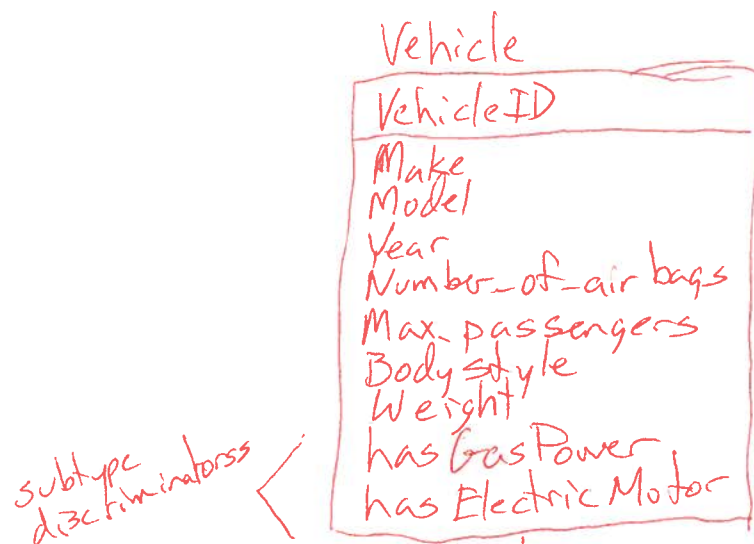 Vehicle
VehicleID
Make
Model
Year
Number_of_air bags
Max_passengers
Body style
Weight
has GasPower
has Electric Motor
subtype
discriminatorss